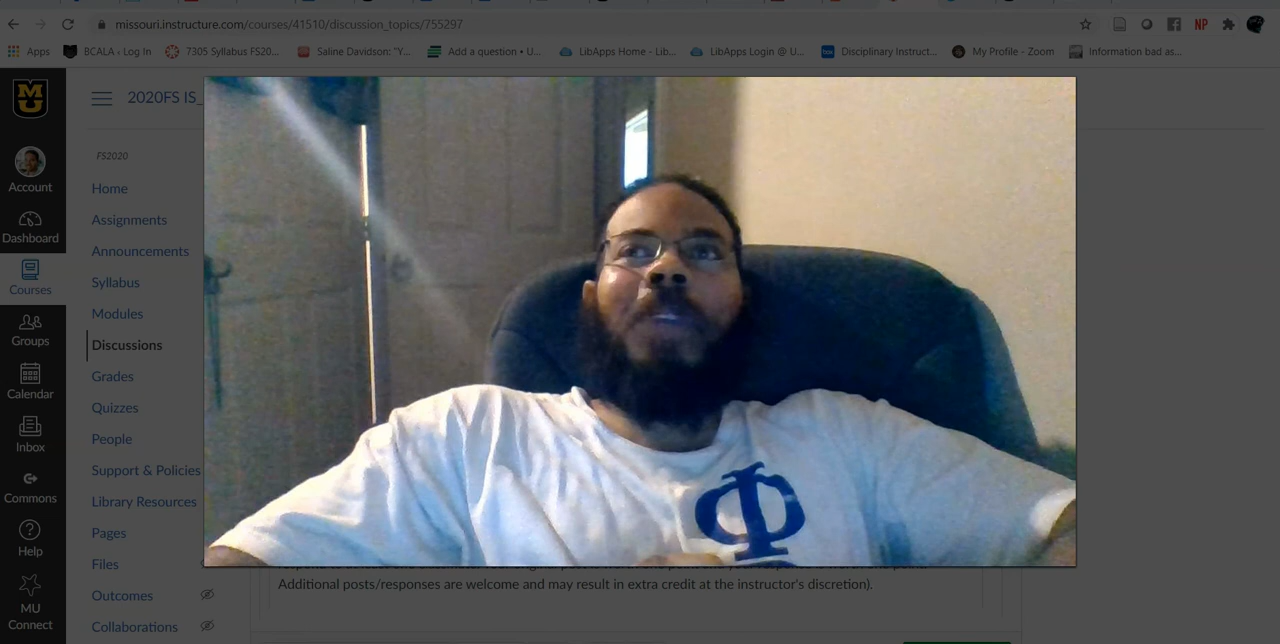 missouri.instructure.com/courses/41510/discussion_topics/755297
NP
Apps
BCALA ‹ Log In
7305 Syllabus FS20...
Saline Davidson: "Y...
Add a question • U...
LibApps Home - Lib...
LibApps Login @ U...
box
Disciplinary Instruct...
My Profile - Zoom
Information bad as...
MU
2020FS IS_
FS2020
Account
Dashboard
Courses
Groups
Calendar
Inbox
Commons
Help
MU
Connect
Home
Assignments
Announcements
Syllabus
Modules
Discussions
Grades
Quizzes
People
Support & Policies
Library Resources
Pages
Files
Outcomes
Collaborations
Φ
Additional posts/responses are welcome and may result in extra credit at the instructor's discretion).